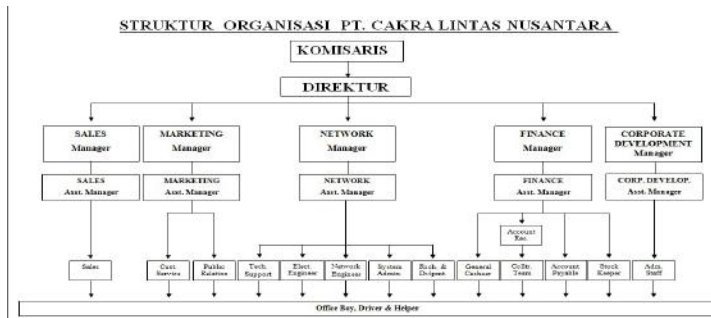 STRUKTUR ORGANISASI PT. CAKRA LINTAS NUSANTARA
KOMISARIS
DIREKTUR
SALES
Manager
MARKETING
Manager
NETWORK
Manager
FINANCE
Manager
CORPORATE
DEVELOPMENT
Manager
SALES
Asst. Manager
MARKETING
Asst. Manager
NETWORK
Asst. Manager
FINANCE
Asst. Manager
CORP. DEVELOP.
Asst. Manager
Account
Exc.
Sales
Cust.
Service
Public
Relation
Tech.
Support
Elect.
Engineer
Network
Engineer
System
Admin.
Rsch. &
General
Cashier
Team
Account
Payable
Stock
Keeper
Adm.
Staff
Office Boy, Driver & Helper